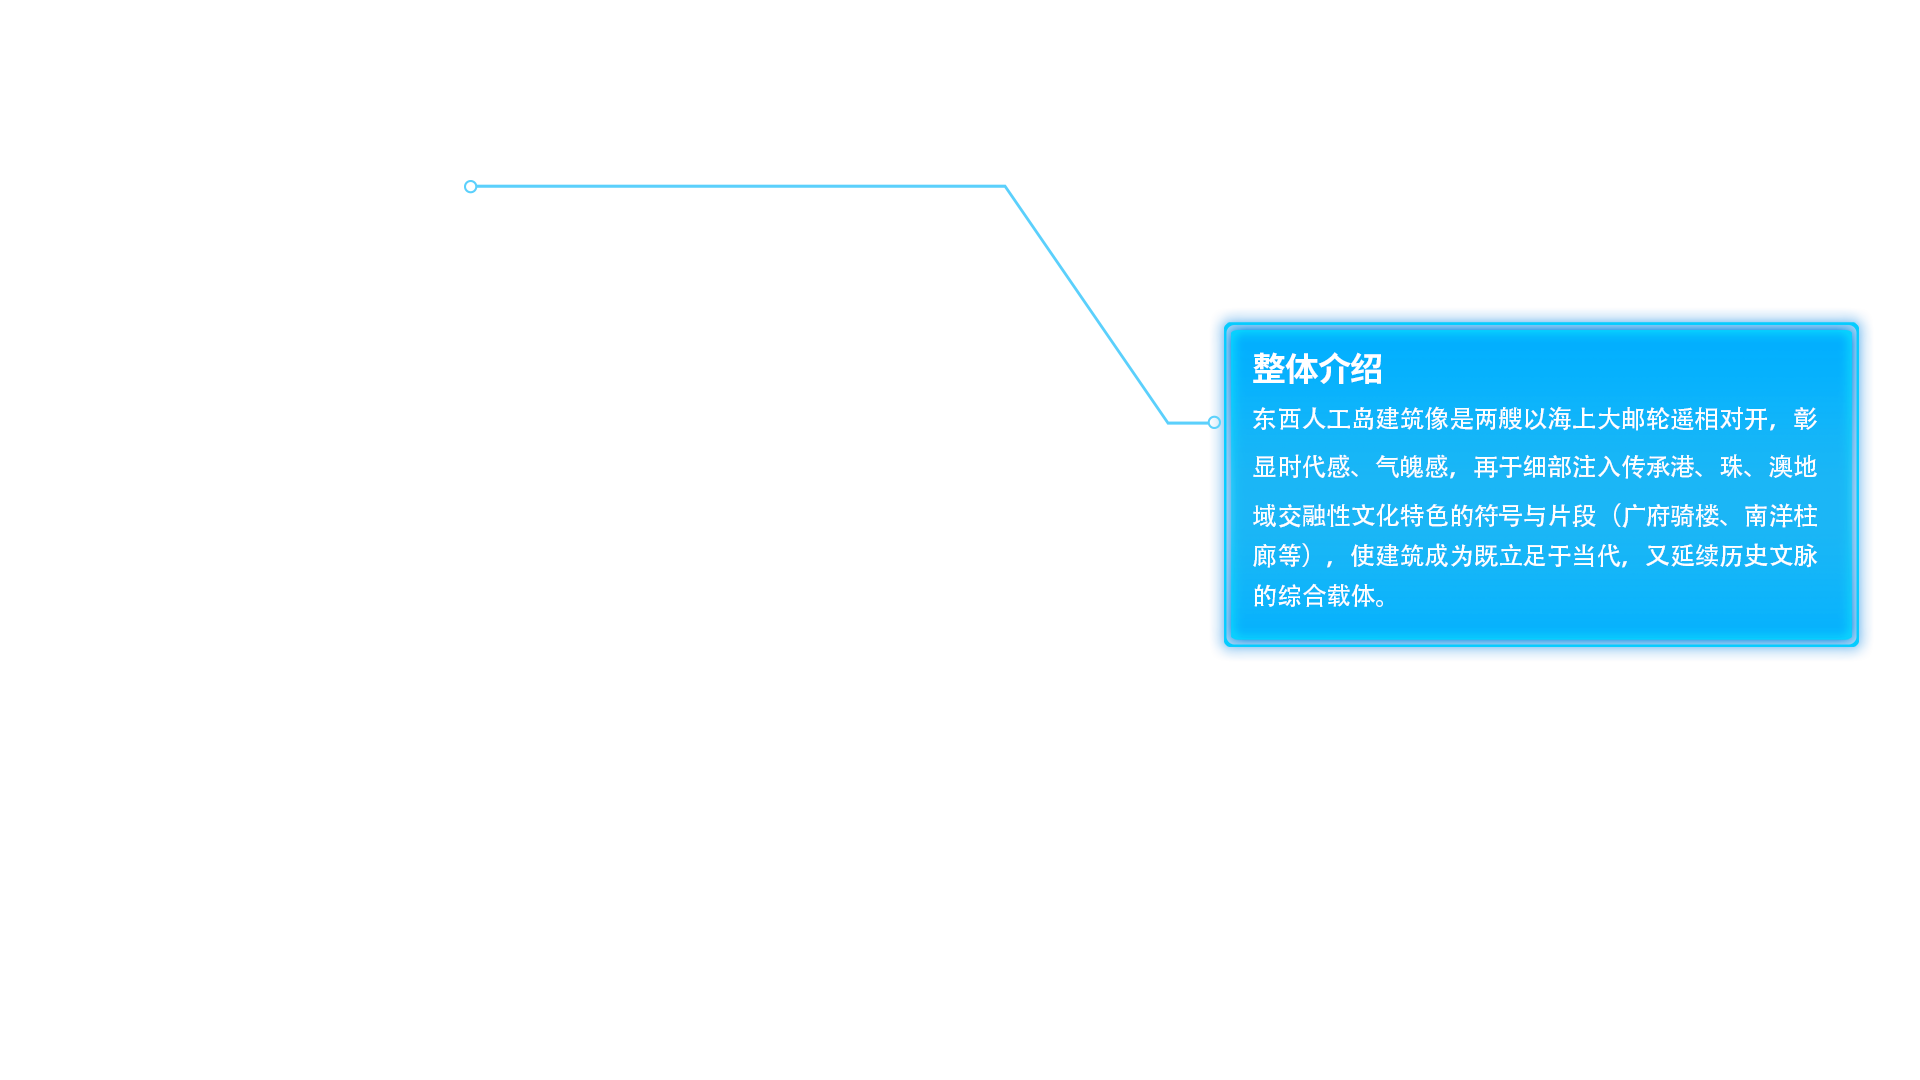 整体介绍
东西人工岛建筑像是两艘以海上大邮轮遥相对开，彰
显时代感、气魄感，再于细部注入传承港、珠、澳地
域交融性文化特色的符号与片段（广府骑楼、南洋柱
廊等），使建筑成为既立足于当代，又延续历史文脉
的综合载体。